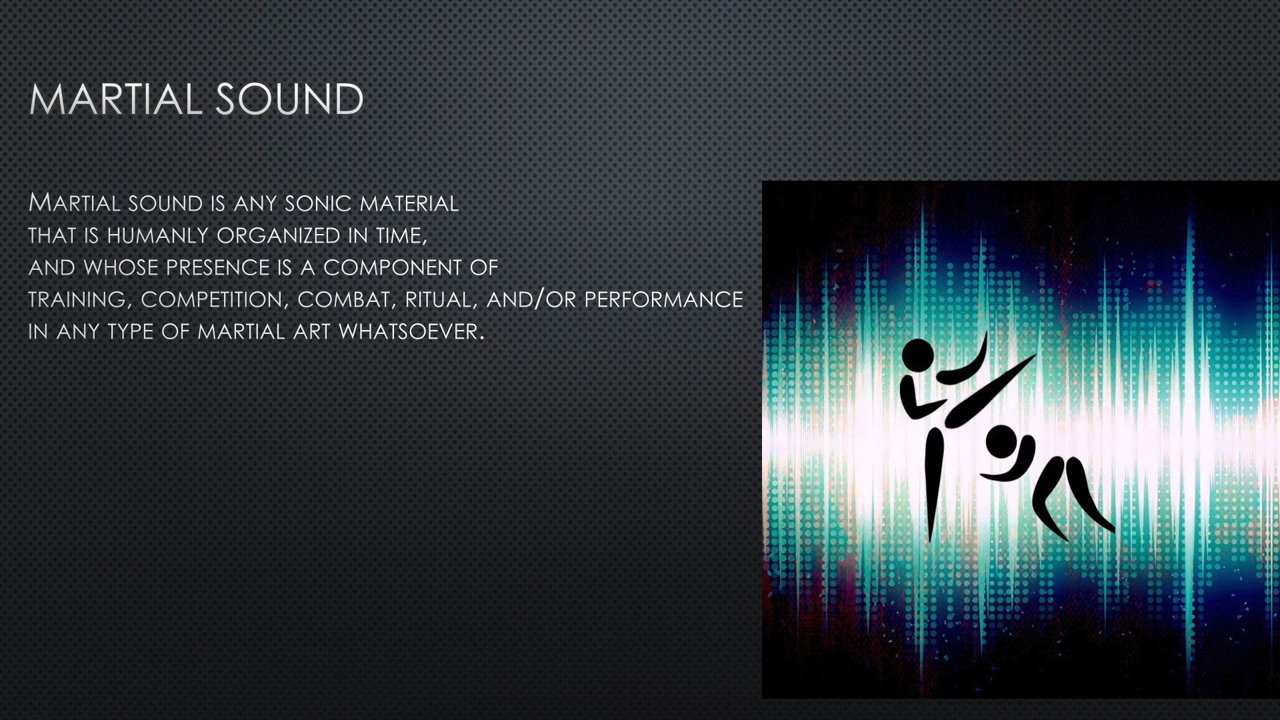 MARTIAL SOUND
MARTIAL SOUND IS ANY SONIC MATERIAL
THAT IS HUMANLY ORGANIZED IN TIME,
AND WHOSE PRESENCE IS A COMPONENT OF
TRAINING, COMPETITION, COMBAT, RITUAL, AND/OR PERFORMANCE
IN ANY TYPE OF MARTIAL ART WHATSOEVER.